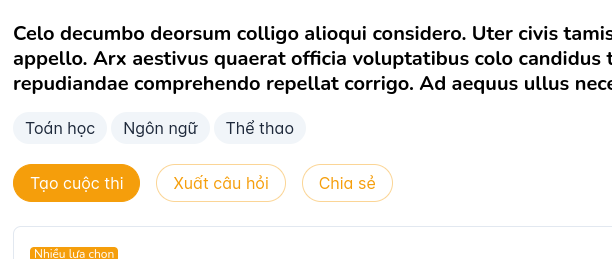 Celo decumbo deorsum colligo alioqui considero. Uter civis tamis
appello. Arx aestivus quaerat officia voluptatibus colo candidus
repudiandae comprehendo repellat corrigo. Ad aequus ullus
Toán học Ngôn ngữ Thể thao
Tạo cuộc thi Xuất câu hỏi Chia sẻ
Nhiều lựa chọn